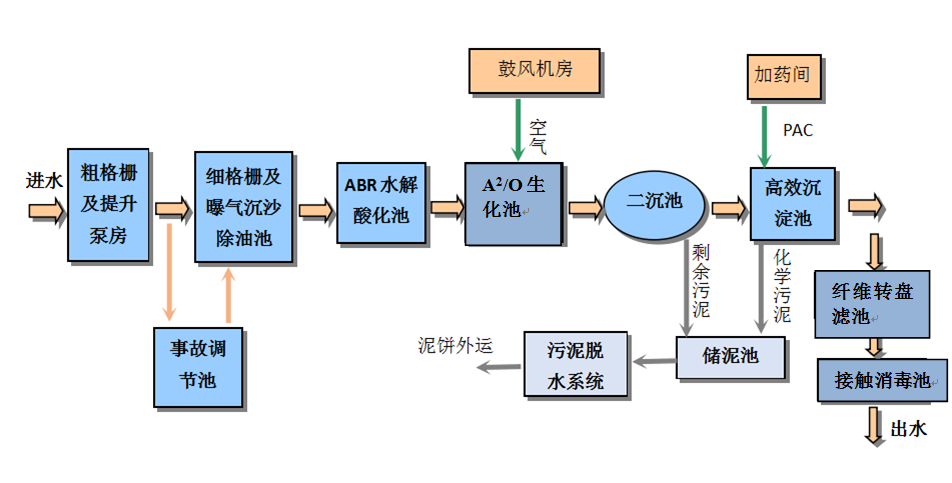 鼓风机房
加药间
空气
PAC
进水
粗格栅
及提升
泵房
细格栅及
曝气沉沙
除油池
ABR水解
酸化池
A²/O生
化池
二沉池
高效沉
淀池
剩余污泥
化学污泥
纤维转盘
滤池
事故调
节池
泥饼外运
污泥脱
水系统
储泥池
接触消毒池
出水